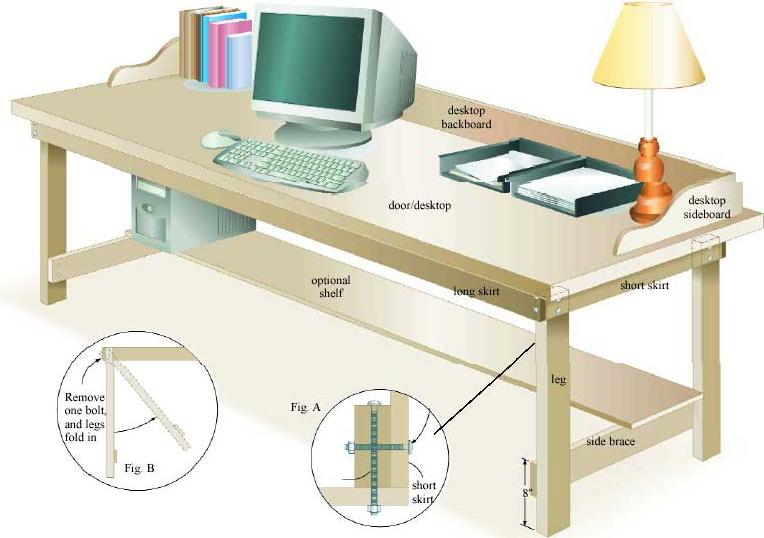 desktop
backboard
desktop
sideboard
door/desktop
optional
shelf
long skirt
short skirt
leg
Remove
one bolt,
and legs
fold in
Fig. B
Fig. A
short
skirt
side brace
8"